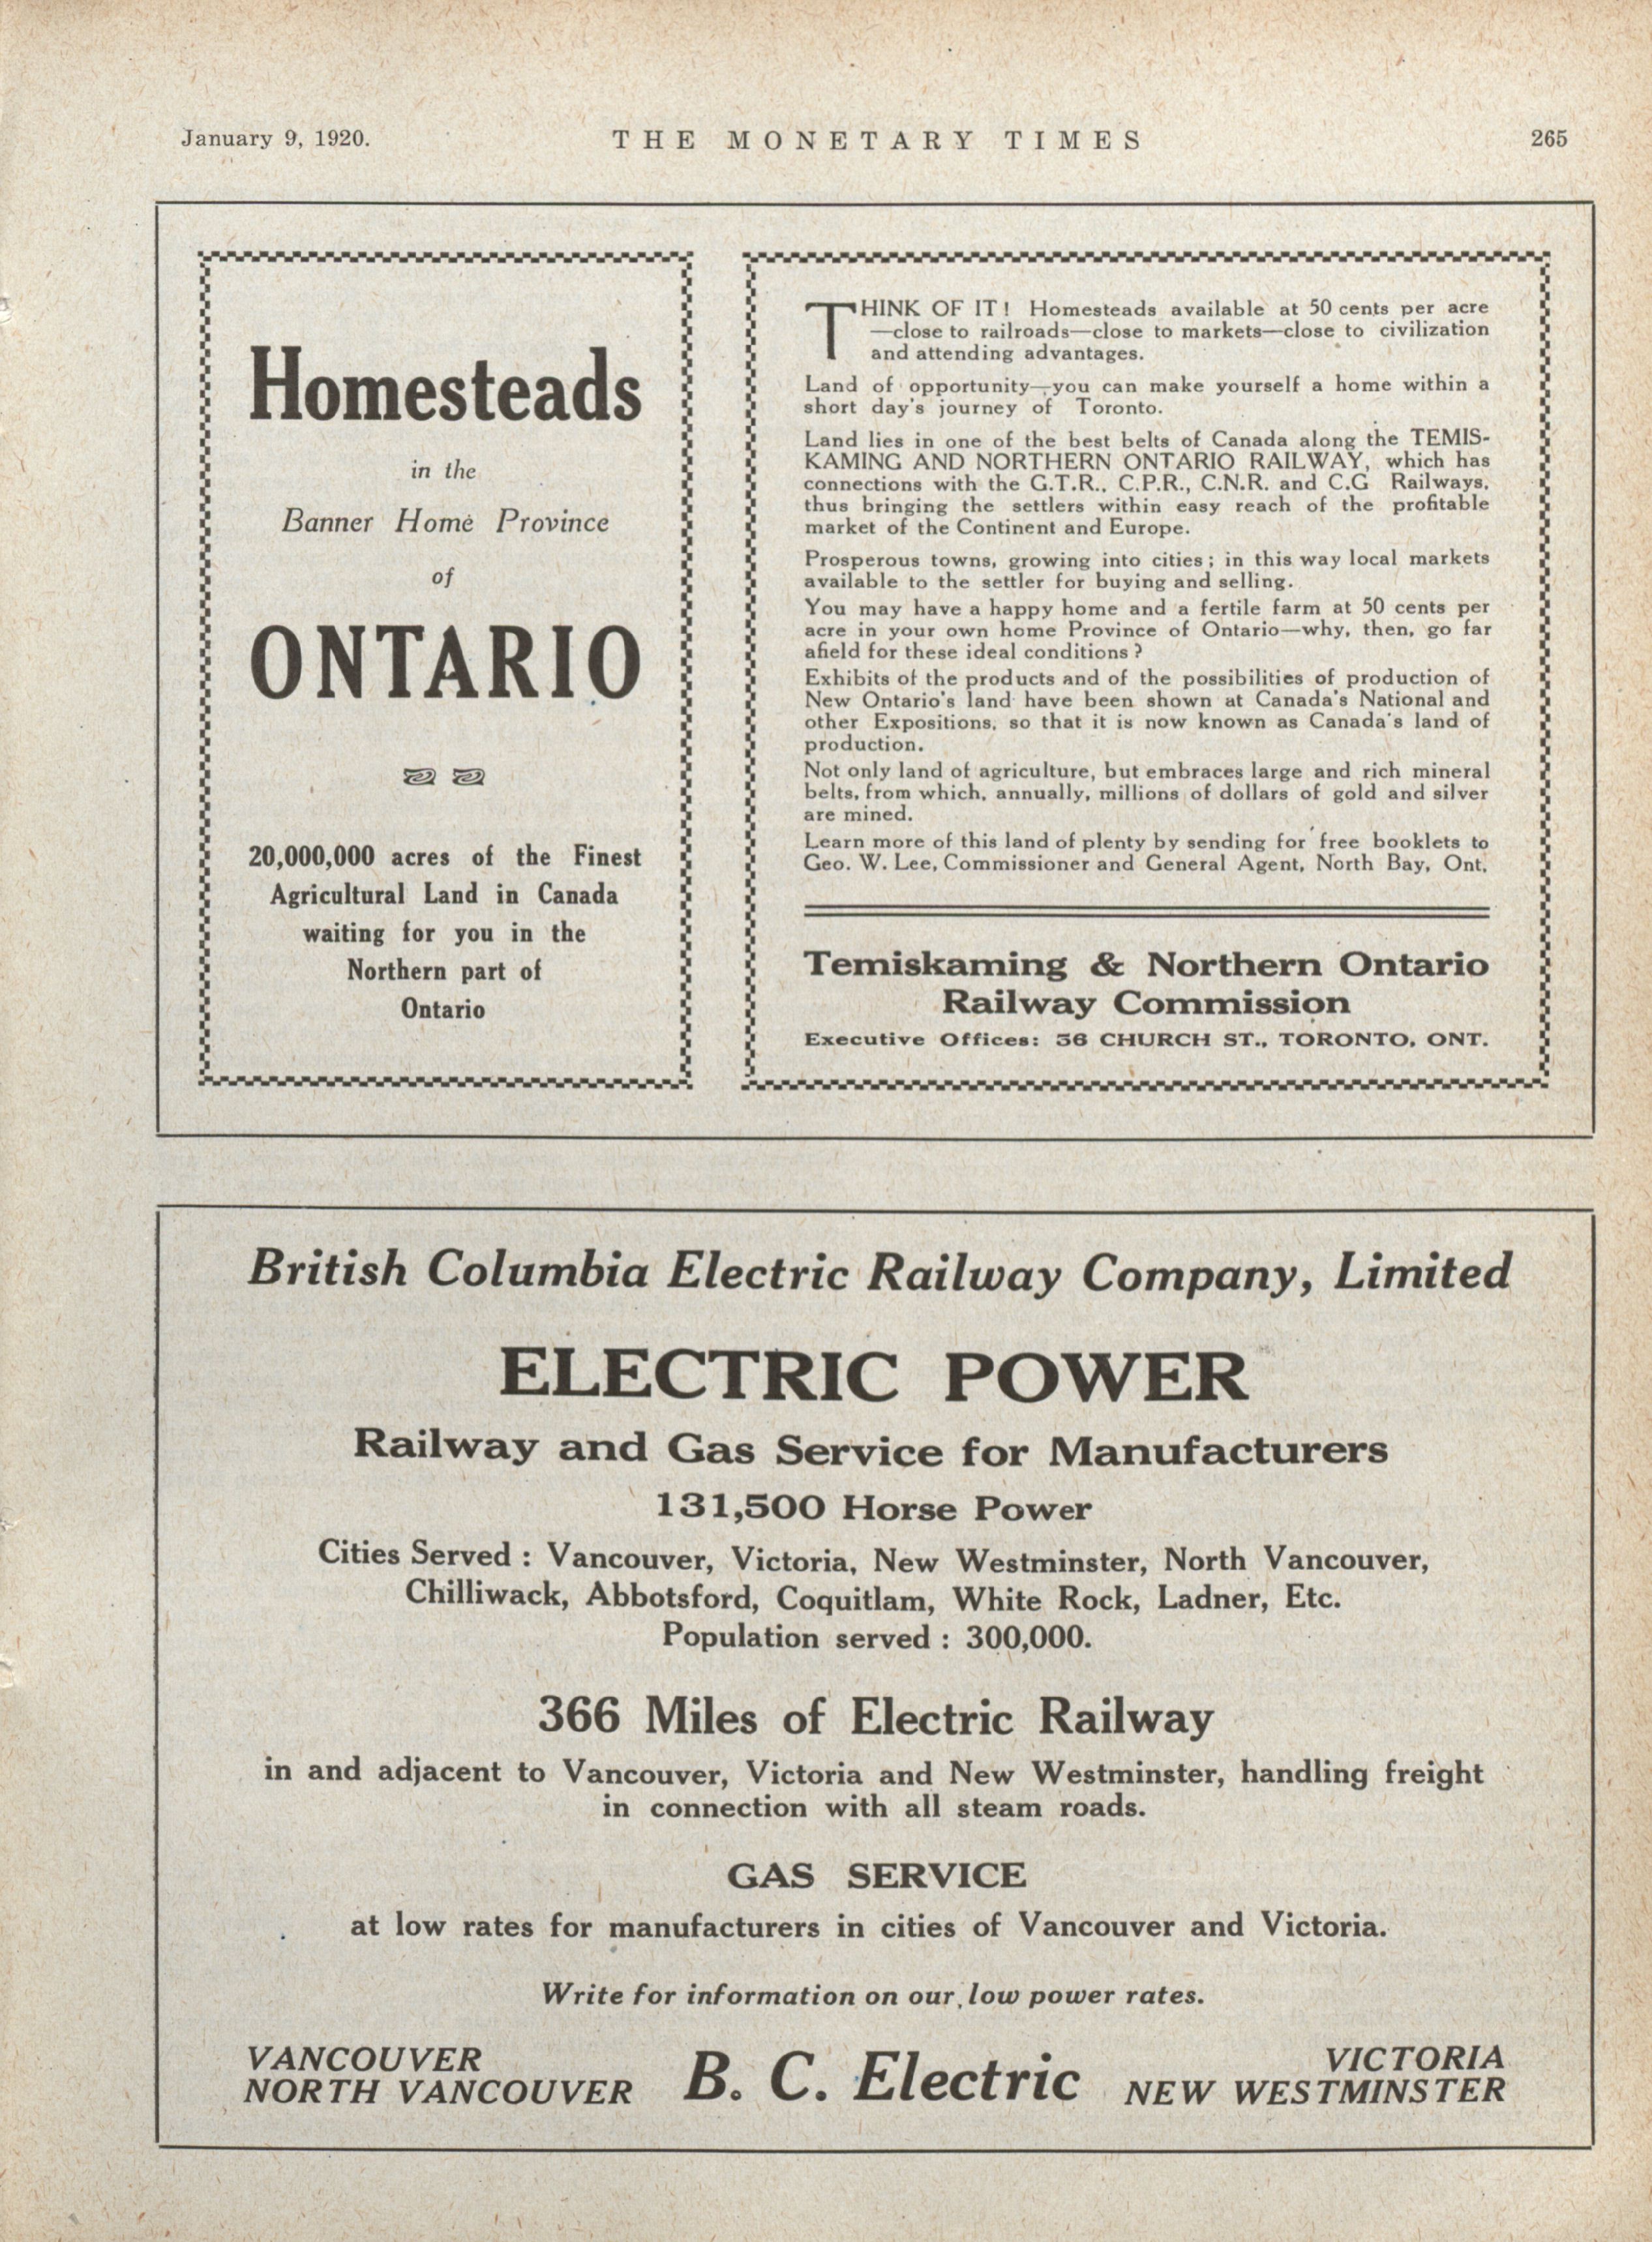 January 9, 1920.
THE MONETARY TIMES
265
Homesteads
in the
Banner Home Province
of
ONTARIO
20,000,000 acres of the Finest
Agricultural Land in Canada
waiting for you in the
Northern part of
Ontario
THINK OF IT! Homesteads available at 50 cents per acre
—close to railroads—close to markets—close to civilization
and attending advantages.
Land of opportunity—you can make yourself a home within a
short day's journey of Toronto.
Land lies in one of the best belts of Canada along the TEMIS-
KAMING AND NORTHERN ONTARIO RAILWAY, which has
connections with the G.T.R., C.P.R., C.N.R. and C.G Railways,
thus bringing the settlers within easy reach of the profitable
market of the Continent and Europe.
Prosperous towns, growing into cities; in this way local markets
available to the settler for buying and selling.
You may have a happy home and a fertile farm at 50 cents per
acre in your own home Province of Ontario—why, then, go far
afield for these ideal conditions?
Exhibits of the products and of the possibilities of production of
New Ontario's land have been shown at Canada's National and
other Expositions, so that it is now known as Canada's land of
production.
Not only land of agriculture, but embraces large and rich mineral
belts, from which, annually, millions of dollars of gold and silver
are mined.
Learn more of this land of plenty by sending for free booklets to
Geo. W. Lee, Commissioner and General Agent, North Bay, Ont.
Temiskaming & Northern Ontario
Railway Commission
Executive Offices: 56 CHURCH ST., TORONTO, ONT.
British Columbia Electric Railway Company, Limited
ELECTRIC POWER
Railway and Gas Service for Manufacturers
131,500 Horse Power
Cities Served : Vancouver, Victoria, New Westminster, North Vancouver,
Chilliwack, Abbotsford, Coquitlam, White Rock, Ladner, Etc.
Population served : 300,000.
366 Miles of Electric Railway
in and adjacent to Vancouver, Victoria and New Westminster, handling freight
in connection with all steam roads.
GAS SERVICE
at low rates for manufacturers in cities of Vancouver and Victoria.
Write for information on our low power rates.
VANCOUVER
NORTH VANCOUVER
B. C. Electric
VICTORIA
NEW WESTMINSTER